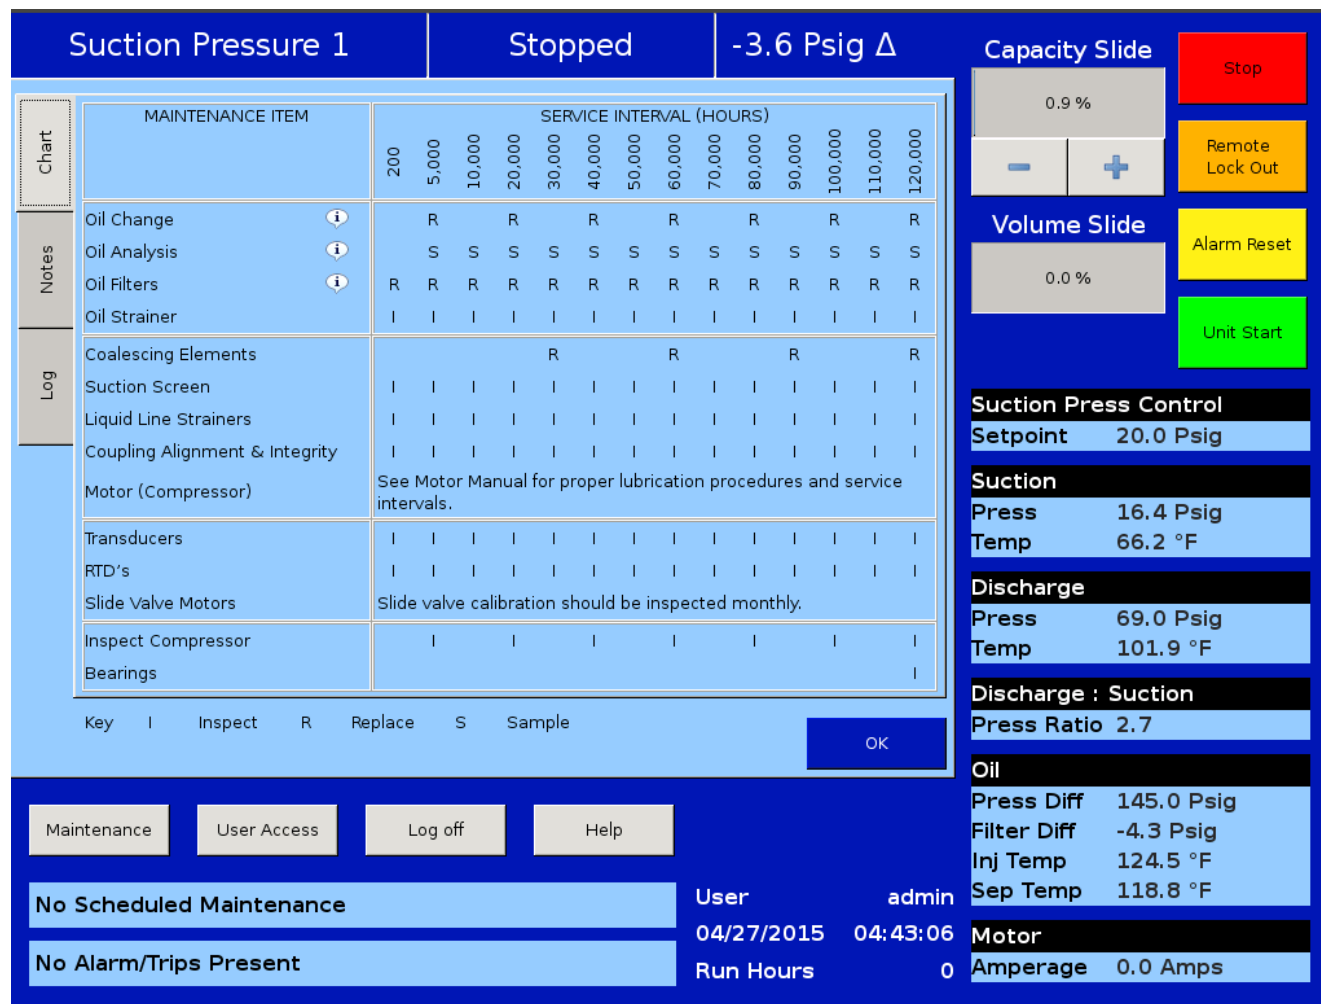 Suction Pressure 1
Stopped
-3.6 Psig Δ
Chart
Notes
Log
MAINTENANCE ITEM
SERVICE INTERVAL (HOURS)
200 5,000 10,000 20,000 30,000 40,000 50,000 60,000 70,000 80,000 90,000 100,000 110,000 120,000
Oil Change i R R R R R R R
Oil Analysis i S S S S S S S S S S S S S
Oil Filters i R R R R R R R R R R R R R R
Oil Strainer I I I I I I I I I I I I I I
Coalescing Elements R R R R
Suction Screen I I I I I I I I I I I I I I
Liquid Line Strainers I I I I I I I I I I I I I I
Coupling Alignment & Integrity I I I I I I I I I I I I I I
Motor (Compressor) See Motor Manual for proper lubrication procedures and service
intervals.
Transducers I I I I I I I I I I I I I I
RTD's I I I I I I I I I I I I I I
Slide Valve Motors Slide valve calibration should be inspected monthly.
Inspect Compressor I I I I I I I
Bearings I
Key I Inspect R Replace S Sample
OK
Maintenance
User Access
Log off
Help
No Scheduled Maintenance
No Alarm/Trips Present
User admin
04/27/2015 04:43:06
Run Hours 0
Capacity Slide
0.9 %
Volume Slide
0.0 %
Stop
Remote
Lock Out
Alarm Reset
Unit Start
Suction Press Control
Setpoint 20.0 Psig
Suction
Press 16.4 Psig
Temp 66.2 °F
Discharge
Press 69.0 Psig
Temp 101.9 °F
Discharge : Suction
Press Ratio 2.7
Oil
Press Diff 145.0 Psig
Filter Diff -4.3 Psig
Inj Temp 124.5 °F
Sep Temp 118.8 °F
Motor
Amperage 0.0 Amps